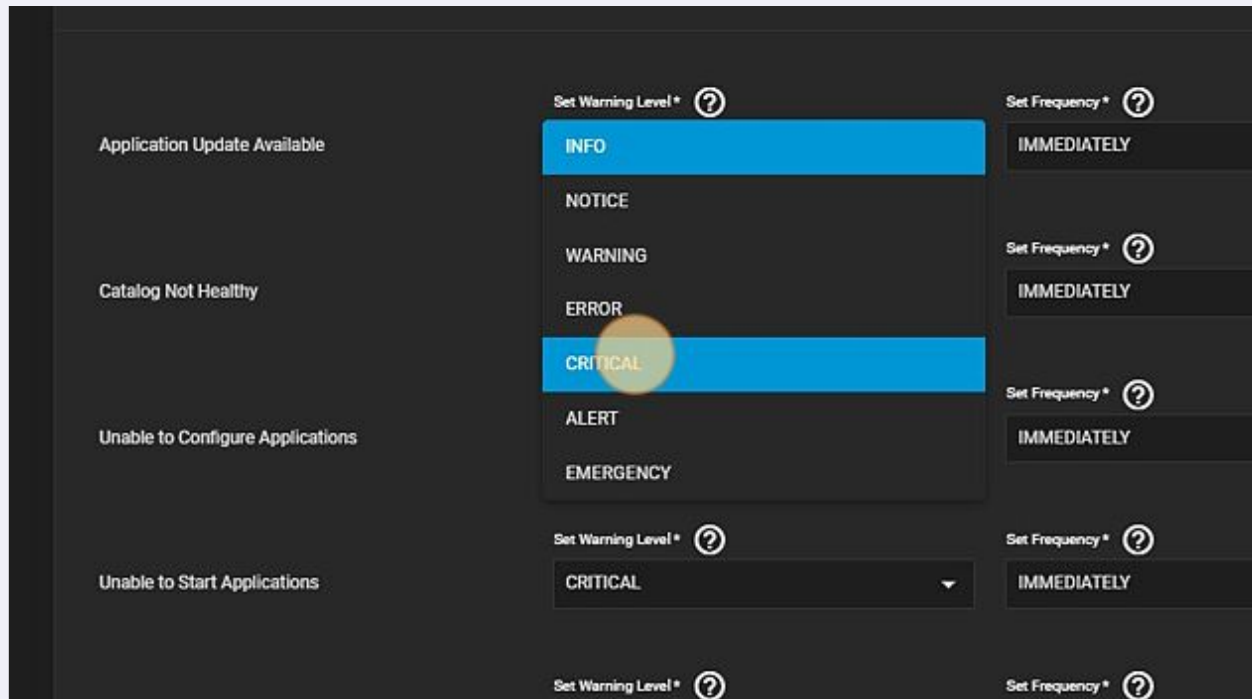 Set Warning Level * ? Set Frequency * ?
Application Update Available INFO IMMEDIATELY
NOTICE
WARNING Set Frequency * ?
Catalog Not Healthy IMMEDIATELY
ERROR
CRITICAL
Set Frequency * ?
ALERT
Unable to Configure Applications IMMEDIATELY
EMERGENCY
Set Warning Level * ? Set Frequency * ?
Unable to Start Applications CRITICAL IMMEDIATELY
Set Warning Level * ? Set Frequency * ?